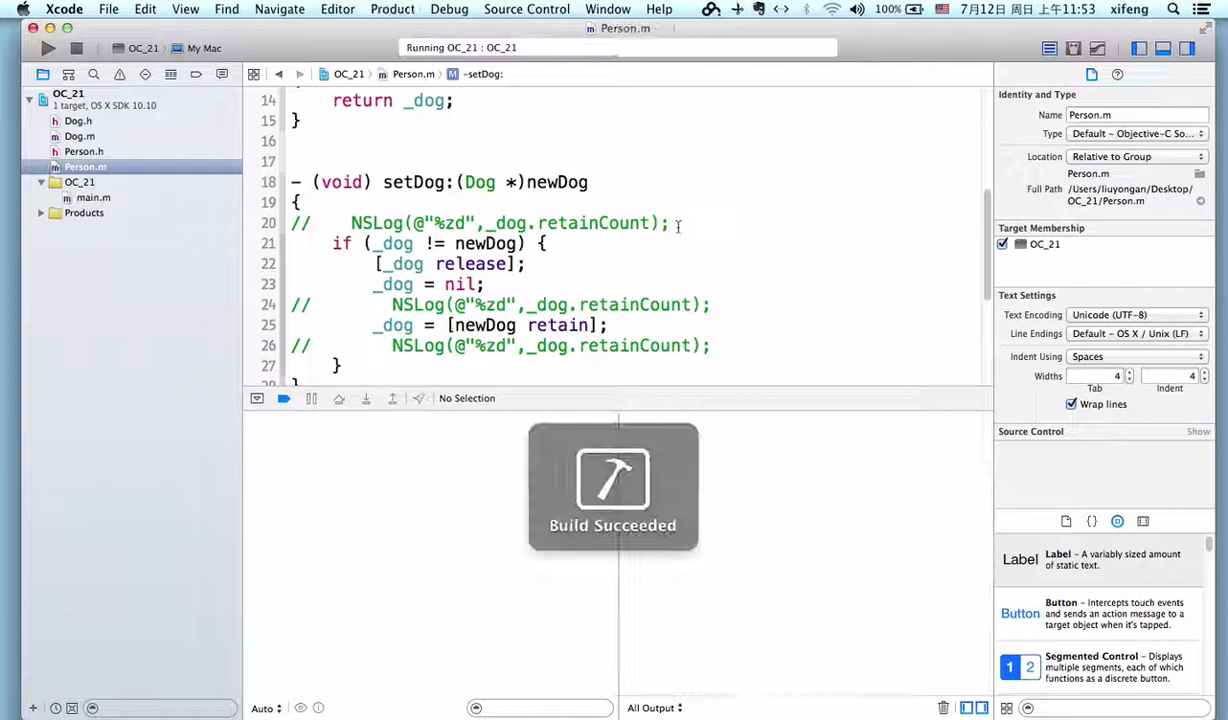 Xcode File Edit View Find Navigate Editor Product Debug Source Control Window Help 100% 7月12日 周日 上午11:53 xifeng
Person.m
OC_21 My Mac
Running OC_21 : OC_21
OC_21 Person.m M -setDog:
OC_21
1 target, OS X SDK 10.10
h Dog.h
m Dog.m
h Person.h
m Person.m
OC_21
m main.m
Products
14 return _dog;
15 }
16
17
18 - (void) setDog:(Dog *)newDog
19 {
20 // NSLog(@"%zd",_dog.retainCount);
21 if (_dog != newDog) {
22 [_dog release];
23 _dog = nil;
24 // NSLog(@"%zd",_dog.retainCount);
25 _dog = [newDog retain];
26 // NSLog(@"%zd",_dog.retainCount);
27 }
28 }
No Selection
Build Succeeded
Auto
All Output
Identity and Type
Name Person.m
Type Default - Objective-C So...
Location Relative to Group
Person.m
Full Path /Users/liuyongan/Desktop/
OC_21/Person.m
Target Membership
OC_21
Text Settings
Text Encoding Unicode (UTF-8)
Line Endings Default - OS X / Unix (LF)
Indent Using Spaces
Widths 4 4
Tab Indent
Wrap lines
Source Control Show
Label Label - A variably sized amount
of static text.
Button Button - Intercepts touch events
and sends an action message to a
target object when it's tapped.
1 2 Segmented Control - Displays
multiple segments, each of which
functions as a discrete button.